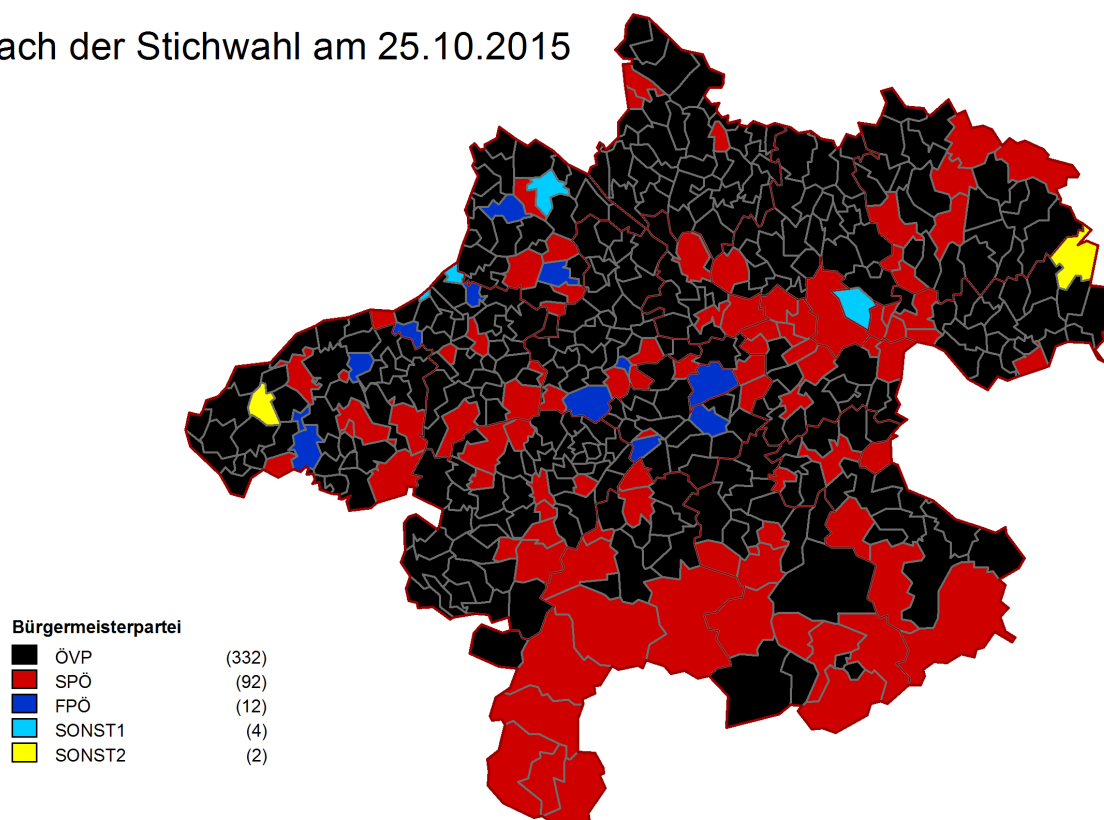 ach der Stichwahl am 25.10.2015
Bürgermeisterpartei
ÖVP (332)
SPÖ (92)
FPÖ (12)
SONST1 (4)
SONST2 (2)